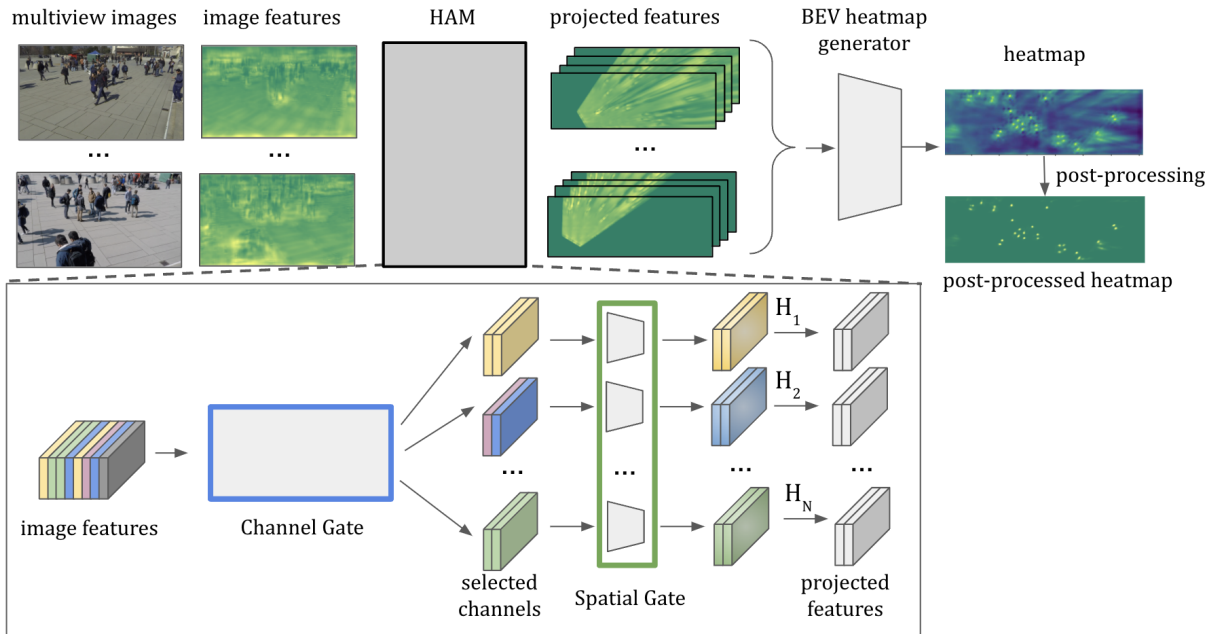 multiview images
image features
HAM
projected features
BEV heatmap
generator
heatmap
...
...
...
post-processing
post-processed heatmap
H1
H2
...
...
...
...
HN
image features
Channel Gate
selected
channels
Spatial Gate
projected
features